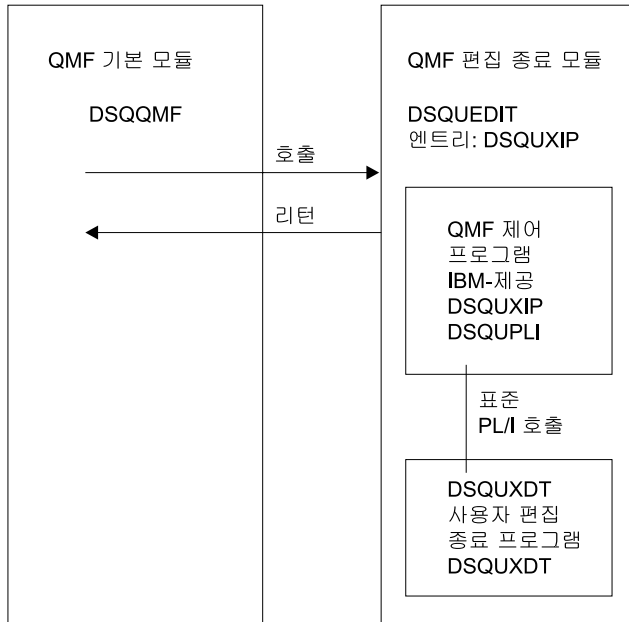 QMF 기본 모듈
DSQQMF
호출
리턴
QMF 편집 종료 모듈
DSQUEDIT
엔트리: DSQUXIP
QMF 제어
프로그램
IBM-제공
DSQUXIP
DSQUPLI
표준
PL/I 호출
DSQUXDT
사용자 편집
종료 프로그램
DSQUXDT